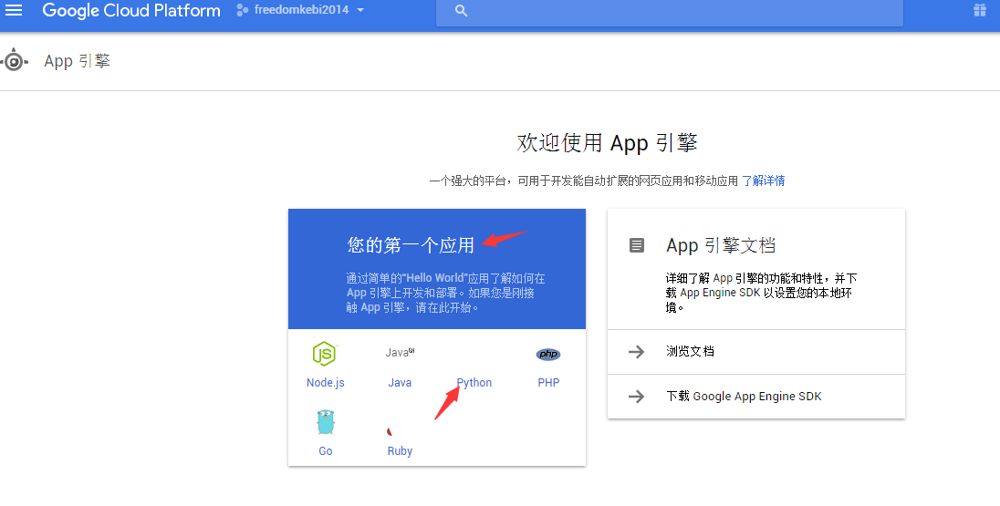 Google Cloud Platform
freedomkebi2014
App 引擎
欢迎使用 App 引擎
一个强大的平台，可用于开发能自动扩展的网页应用和移动应用 了解详情
您的第一个应用
通过简单的“Hello World”应用了解如何在
App 引擎上开发和部署。如果您是刚接
触 App 引擎，请在此开始。
JS
Java
php
Node.js
Java
Python
PHP
Go
Ruby
App 引擎文档
详细了解 App 引擎的功能和特性，并下
载 App Engine SDK 以设置您的本地环
境。
浏览文档
下载 Google App Engine SDK